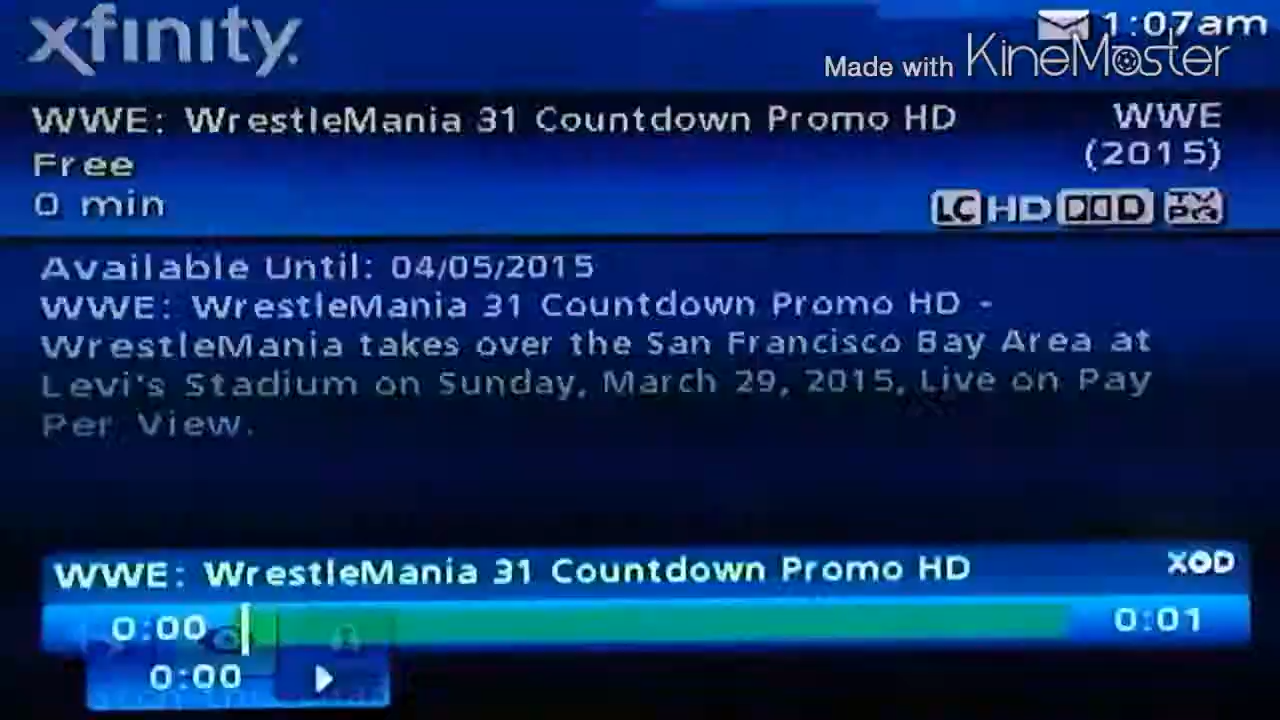 xfinity.
1:07am
Made with KineMaster
WWE: WrestleMania 31 Countdown Promo HD
WWE
Free
(2015)
0 min
LC HD DD TV PG
Available Until: 04/05/2015
WWE: WrestleMania 31 Countdown Promo HD -
WrestleMania takes over the San Francisco Bay Area at
Levi's Stadium on Sunday, March 29, 2015, Live on Pay
Per View.
WWE: WrestleMania 31 Countdown Promo HD
XOD
0:00
0:01
0:00